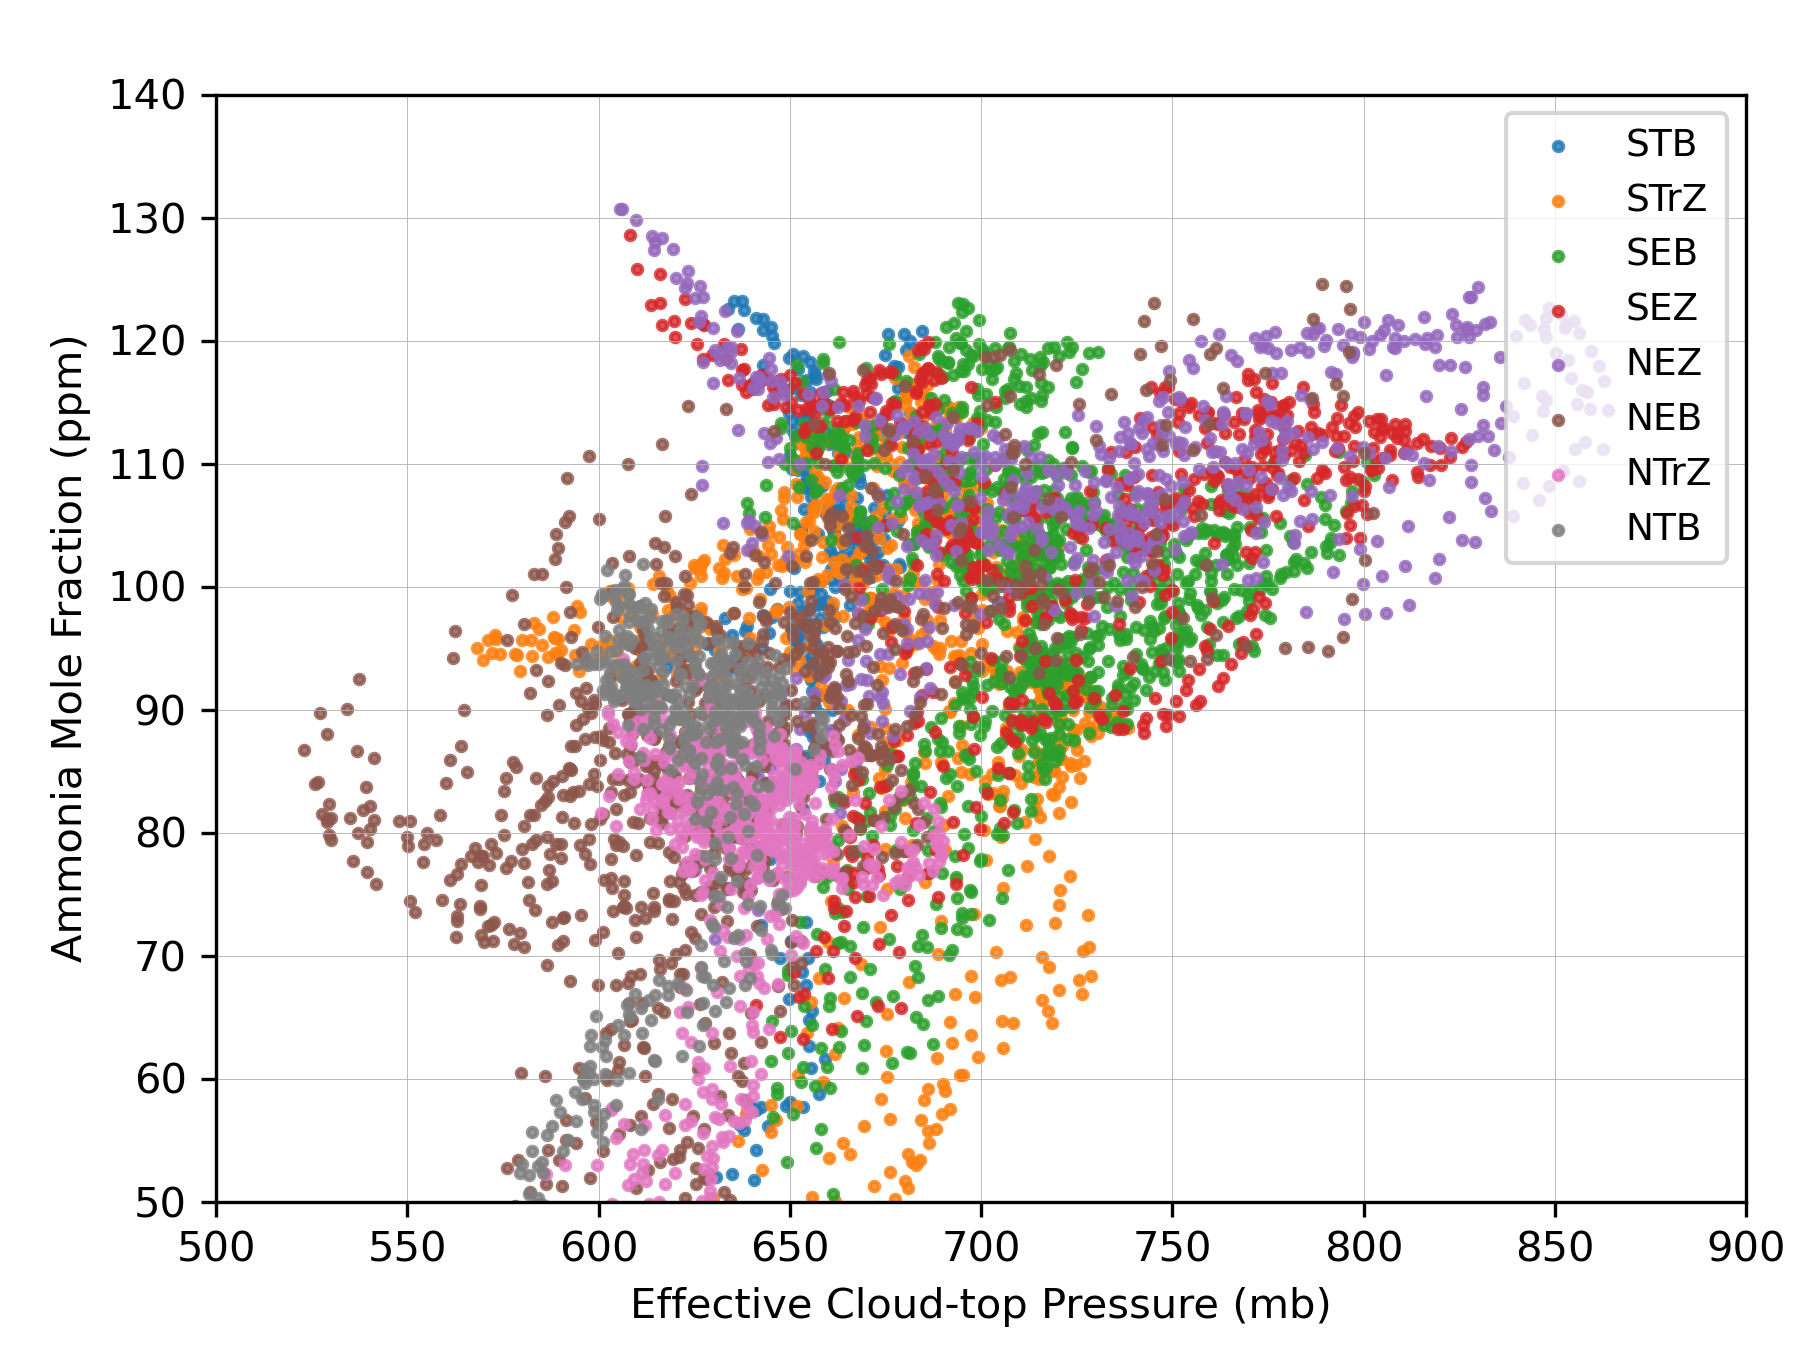 140
130
120
110
100
90
80
70
60
50
Ammonia Mole Fraction (ppm)
STB
STrZ
SEB
SEZ
NEZ
NEB
NTrZ
NTB
500 550 600 650 700 750 800 850 900
Effective Cloud-top Pressure (mb)